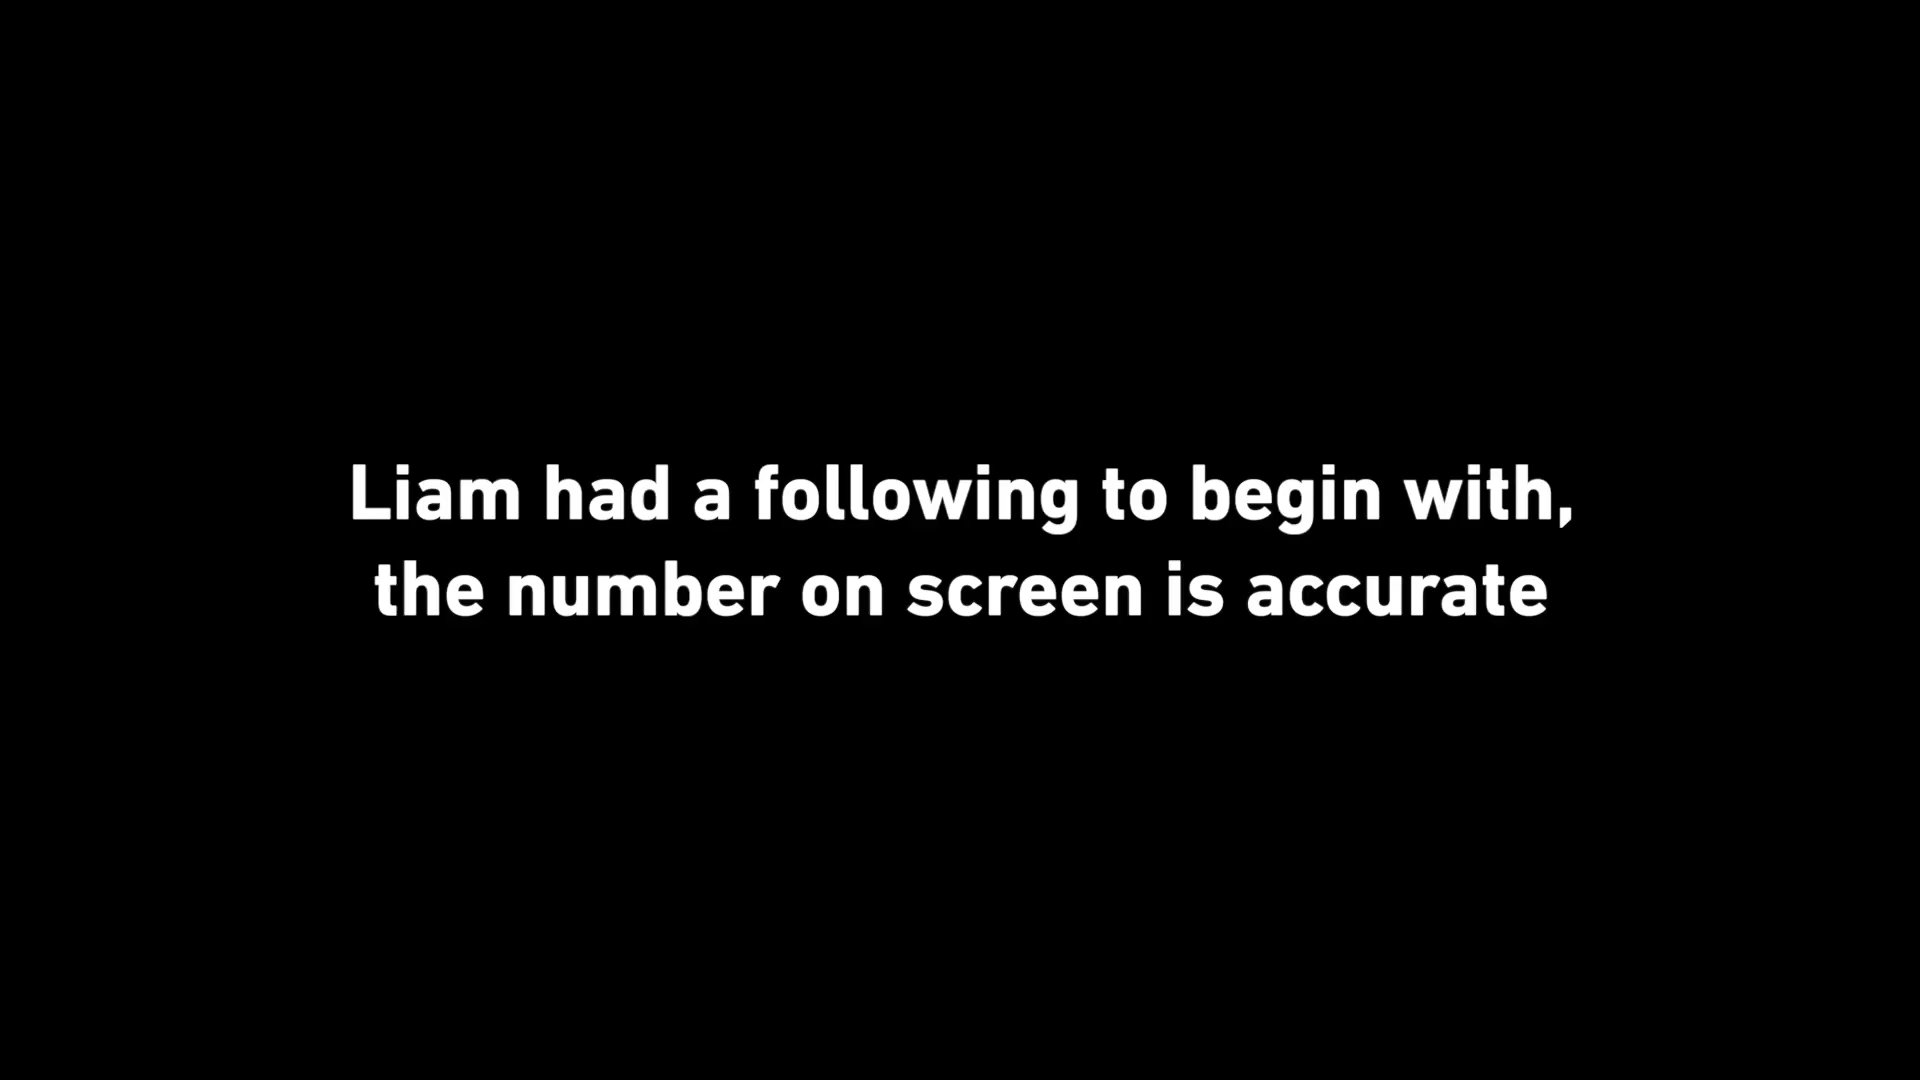 Liam had a following to begin with,
the number on screen is accurate